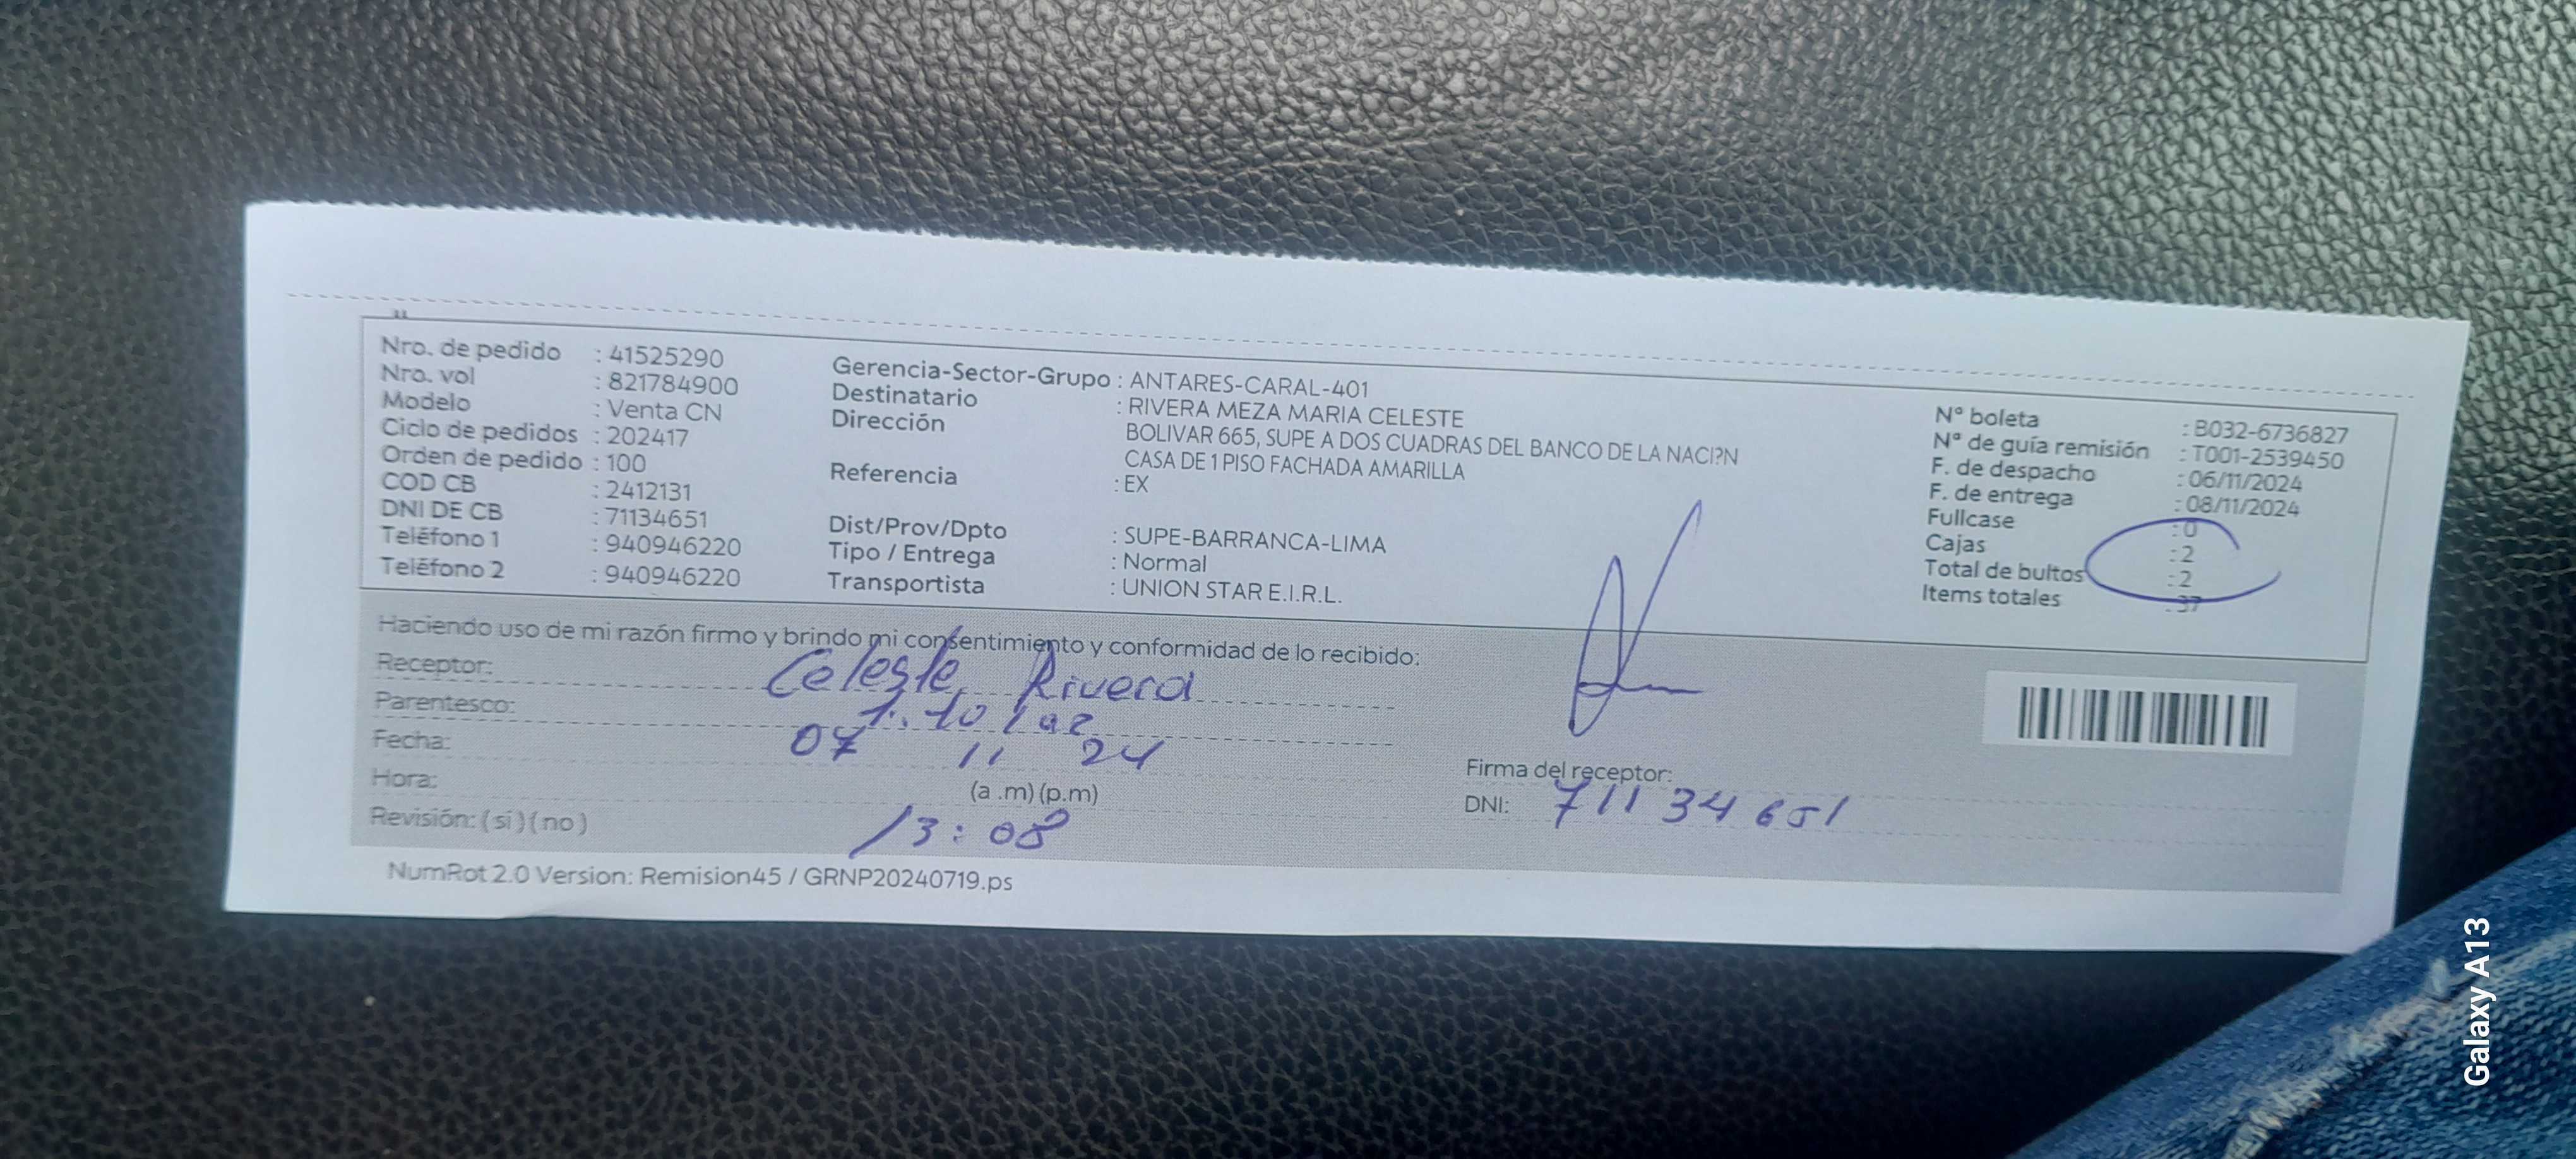 Nro. de pedido : 41525290
Nro. vol : 821784900
Modelo : Venta CN
Ciclo de pedidos : 202417
Orden de pedido : 100
COD CB : 2412131
DNI DE CB : 71134651
Teléfono 1 : 940946220
Teléfono 2 : 940946220
Gerencia-Sector-Grupo : ANTARES-CARAL-401
Destinatario : RIVERA MEZA MARIA CELESTE
Dirección BOLIVAR 665, SUPE A DOS CUADRAS DEL BANCO DE LA NACI?N
CASA DE 1 PISO FACHADA AMARILLA
Referencia : EX
Dist/Prov/Dpto : SUPE-BARRANCA-LIMA
Tipo / Entrega : Normal
Transportista : UNION STAR E.I.R.L.
N° boleta : B032-6736827
N° de guía remisión : T001-2539450
F. de despacho : 06/11/2024
F. de entrega : 08/11/2024
Fullcase : 0
Cajas : 2
Total de bultos : 2
Items totales : 37
Haciendo uso de mi razón firmo y brindo mi consentimiento y conformidad de lo recibido:
Receptor: Celeste Rivera
Parentesco:
Fecha: 07 11 24
Hora: (a .m) (p.m)
Revisión: ( si ) ( no ) 13:08
Firma del receptor:
DNI: 71134651
NumRot 2.0 Version: Remision45 / GRNP20240719.ps
Galaxy A13